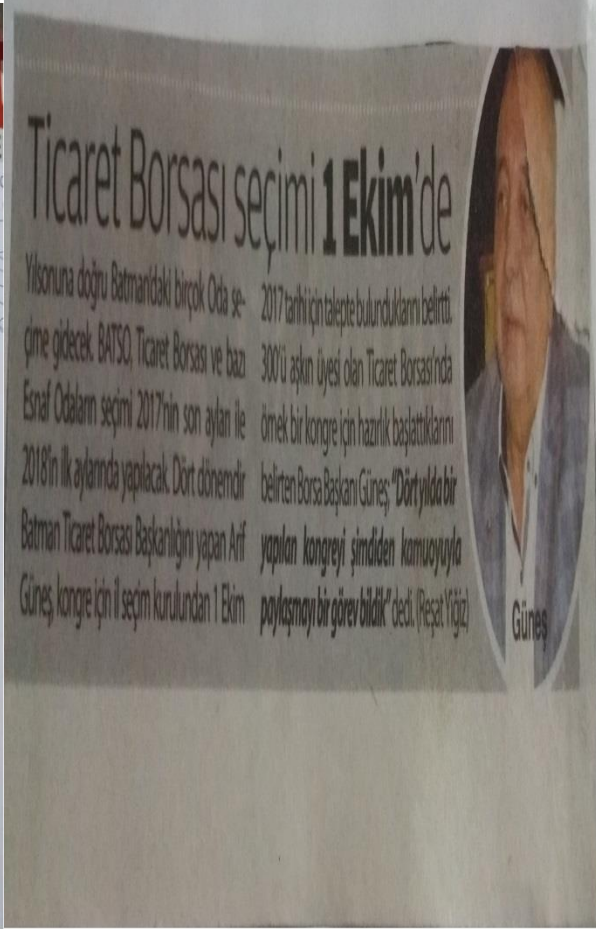 Ticaret Borsası seçimi 1 Ekim'de
Yılsonuna doğru Batman'daki birçok Oda se-
çime gidecek. BATSO, Ticaret Borsası ve bazı
Esnaf Odaların seçimi 2017'nin son ayları ile
2018'in ilk aylarında yapılacak. Dört dönemdir
Batman Ticaret Borsası Başkanlığını yapan Arif
Güneş, kongre için il seçim kurulundan 1 Ekim
2017 tarihi için talepte bulunduklarını belirtti.
300'ü aşkın üyesi olan Ticaret Borsası'nda
örnek bir kongre için hazırlık başlattıklarını
belirten Borsa Başkanı Güneş; "Dört yılda bir
yapılan kongreyi şimdiden kamuoyuyla
paylaşmayı bir görev bildik" dedi. (Reşat Yiğiz)
Güneş